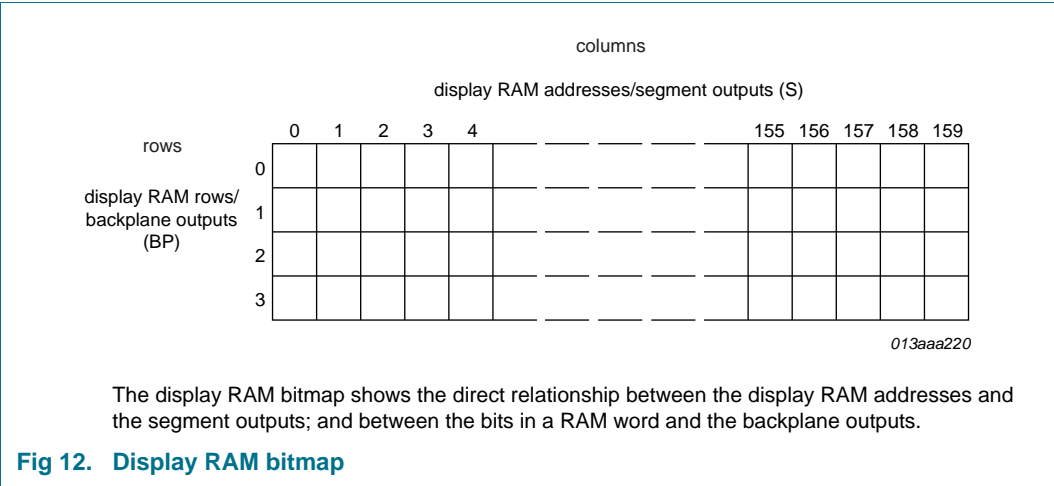 columns
display RAM addresses/segment outputs (S)
0 1 2 3 4 155 156 157 158 159
rows
0
display RAM rows/
backplane outputs
(BP)
1
2
3
013aaa220
The display RAM bitmap shows the direct relationship between the display RAM addresses and
the segment outputs; and between the bits in a RAM word and the backplane outputs.
Fig 12. Display RAM bitmap